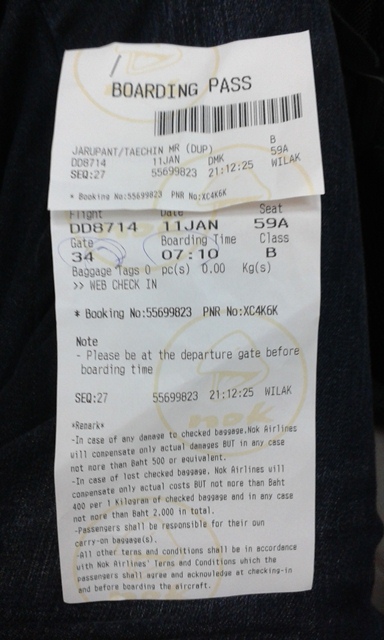 BOARDING PASS
JARUPANT/TAECHIN MR (DUP) B
DD8714 11JAN DMK 59A
SEQ:27 55699823 21:12:25 WILAK
* Booking No:55699823 PNR No:XC4K6K
Flight Date Seat
DD8714 11JAN 59A
Gate Boarding Time Class
34 07:10 B
Baggage Tags 0 pc(s) 0.00 Kg(s)
>> WEB CHECK IN
* Booking No:55699823 PNR No:XC4K6K
Note
- Please be at the departure gate before
boarding time
SEQ:27 55699823 21:12:25 WILAK
nok
*Remark*
-In case of any damage to checked baggage,Nok Airlines
will compensate only actual damages BUT in any case
not more than Baht 500 or equivalent.
-In case of lost checked baggage, Nok Airlines will
compensate only actual costs BUT not more than Baht
400 per 1 Kilogram of checked baggage and in any case
not more than Baht 2,000 in total.
-Passengers shall be responsible for their own
carry-on baggage(s).
-All other terms and conditions shall be in accordance
with Nok Airlines' Terms and Conditions which the
passengers shall agree and acknowledge at checking-in
and before boarding the aircraft.